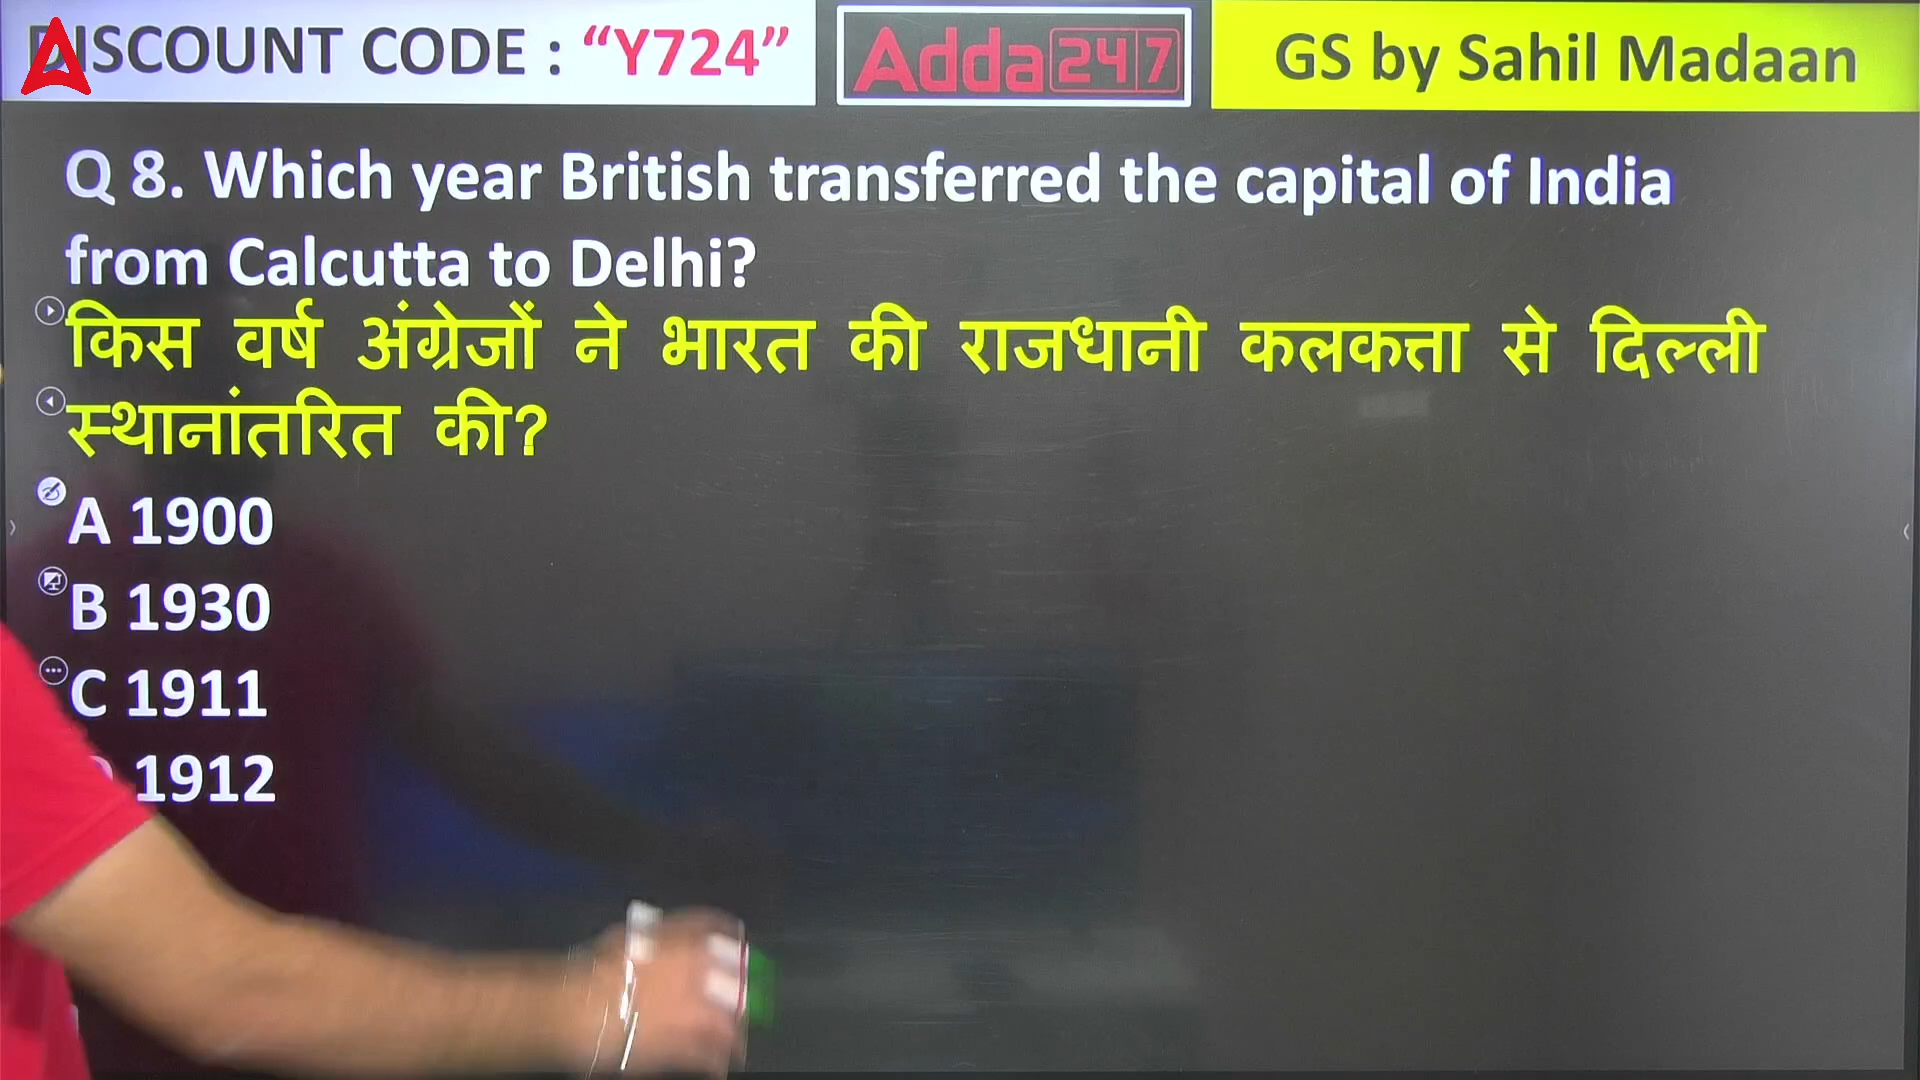 DISCOUNT CODE : “Y724”
Adda247
GS by Sahil Madaan
Q 8. Which year British transferred the capital of India
from Calcutta to Delhi?
किस वर्ष अंग्रेजों ने भारत की राजधानी कलकत्ता से दिल्ली
स्थानांतरित की?
A 1900
B 1930
C 1911
1912